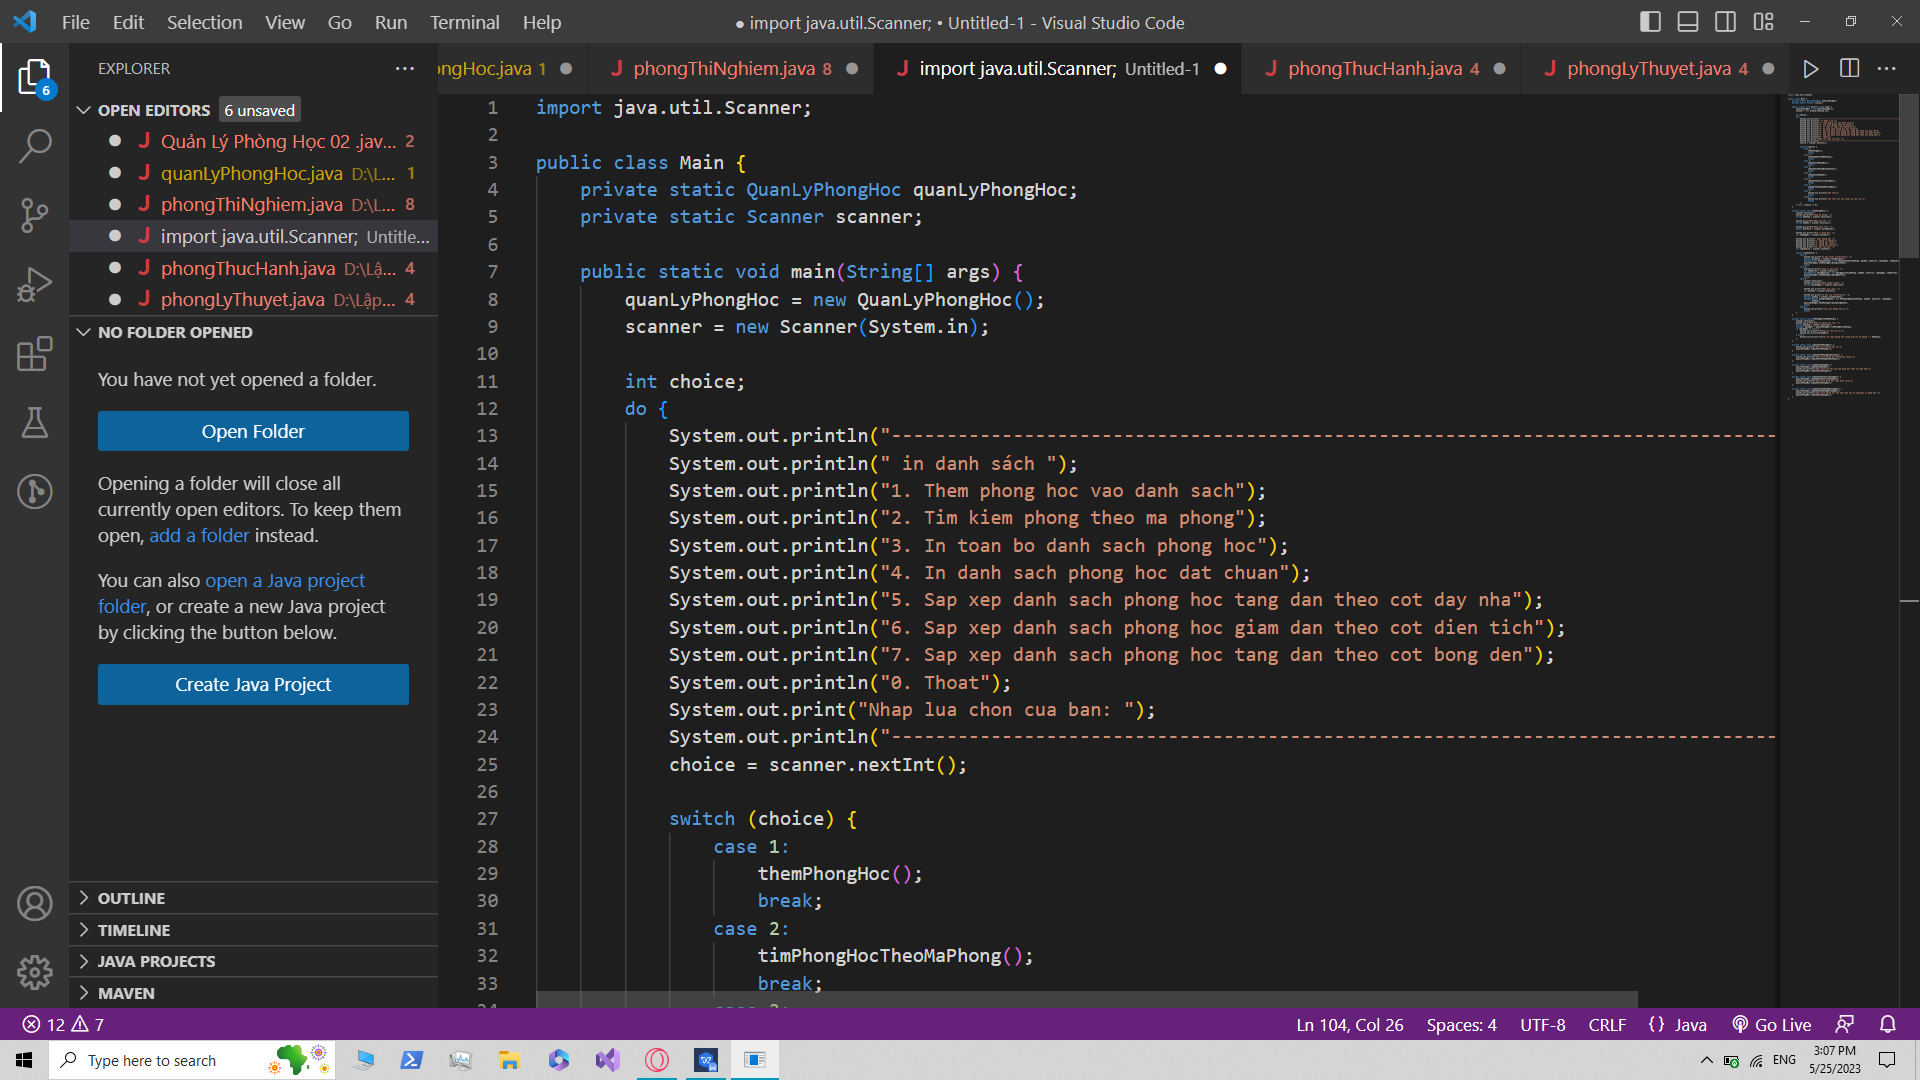 File Edit Selection View Go Run Terminal Help
● import java.util.Scanner; • Untitled-1 - Visual Studio Code
EXPLORER
ngHoc.java 1
phongThiNghiem.java 8
import java.util.Scanner; Untitled-1
phongThucHanh.java 4
phongLyThuyet.java 4
6
OPEN EDITORS 6 unsaved
Quản Lý Phòng Học 02 .jav... 2
quanLyPhongHoc.java D:\L... 1
phongThiNghiem.java D:\L... 8
import java.util.Scanner; Untitle...
phongThucHanh.java D:\Lậ... 4
phongLyThuyet.java D:\Lập... 4
NO FOLDER OPENED
You have not yet opened a folder.
Open Folder
Opening a folder will close all
currently open editors. To keep them
open, add a folder instead.
You can also open a Java project
folder, or create a new Java project
by clicking the button below.
Create Java Project
OUTLINE
TIMELINE
JAVA PROJECTS
MAVEN
1 import java.util.Scanner;
2
3 public class Main {
4 private static QuanLyPhongHoc quanLyPhongHoc;
5 private static Scanner scanner;
6
7 public static void main(String[] args) {
8 quanLyPhongHoc = new QuanLyPhongHoc();
9 scanner = new Scanner(System.in);
10
11 int choice;
12 do {
13 System.out.println("--------------------------------------------------------------------------------
14 System.out.println(" in danh sách ");
15 System.out.println("1. Them phong hoc vao danh sach");
16 System.out.println("2. Tim kiem phong theo ma phong");
17 System.out.println("3. In toan bo danh sach phong hoc");
18 System.out.println("4. In danh sach phong hoc dat chuan");
19 System.out.println("5. Sap xep danh sach phong hoc tang dan theo cot day nha");
20 System.out.println("6. Sap xep danh sach phong hoc giam dan theo cot dien tich");
21 System.out.println("7. Sap xep danh sach phong hoc tang dan theo cot bong den");
22 System.out.println("0. Thoat");
23 System.out.print("Nhap lua chon cua ban: ");
24 System.out.println("--------------------------------------------------------------------------------
25 choice = scanner.nextInt();
26
27 switch (choice) {
28 case 1:
29 themPhongHoc();
30 break;
31 case 2:
32 timPhongHocTheoMaPhong();
33 break;
12 7
Ln 104, Col 26 Spaces: 4 UTF-8 CRLF {} Java Go Live
Type here to search
ENG
3:07 PM
5/25/2023